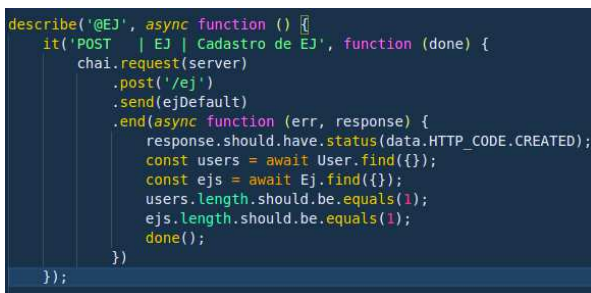 describe('@EJ', async function () {
    it('POST   | EJ | Cadastro de EJ', function (done) {
        chai.request(server)
            .post('/ej')
            .send(ejDefault)
            .end(async function (err, response) {
                response.should.have.status(data.HTTP_CODE.CREATED);
                const users = await User.find({});
                const ejs = await Ej.find({});
                users.length.should.be.equals(1);
                ejs.length.should.be.equals(1);
                done();
            })
    });